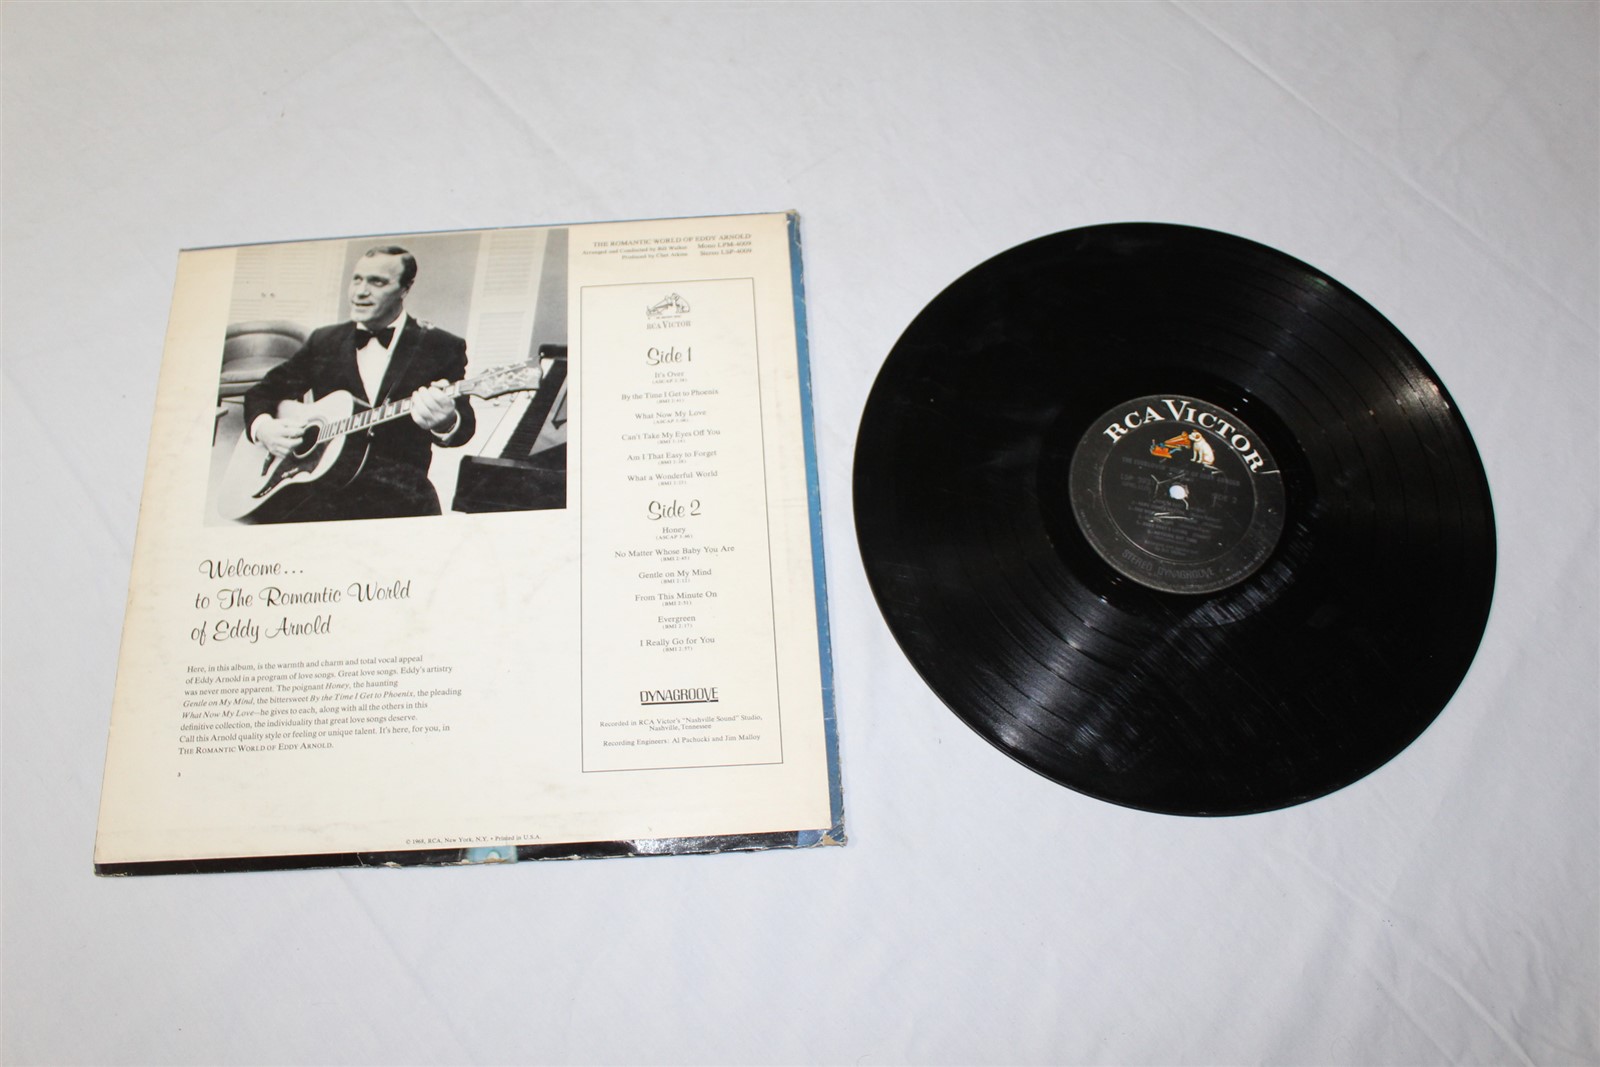 THE ROMANTIC WORLD OF EDDY ARNOLD
Arranged and Conducted by Bill Walker Mono LPM-4009
Produced by Chet Atkins Stereo LSP-4009
RCA VICTOR
Side 1
It's Over
By the Time I Get to Phoenix
What Now My Love
Can't Take My Eyes Off You
Am I That Easy to Forget
What a Wonderful World
Side 2
Honey
No Matter Whose Baby You Are
Gentle on My Mind
From This Minute On
Evergreen
I Really Go for You
DYNAGROOVE
Recorded in RCA Victor's "Nashville Sound" Studio,
Nashville, Tennessee
Recording Engineers: Al Pachucki and Jim Malloy
Welcome...
to The Romantic World
of Eddy Arnold
Here, in this album, is the warmth and charm and total vocal appeal
of Eddy Arnold in a program of love songs. Great love songs. Eddy's artistry
was never more apparent. The poignant Honey, the haunting
Gentle on My Mind, the bittersweet By the Time I Get to Phoenix, the pleading
What Now My Love—he gives to each, along with all the others in this
definitive collection, the individuality that great love songs deserve.
Call this Arnold quality style or feeling or unique talent. It's here, for you, in
THE ROMANTIC WORLD OF EDDY ARNOLD.
© 1968, RCA, New York, N.Y. • Printed in U.S.A.
RCA VICTOR
STEREO DYNAGROOVE